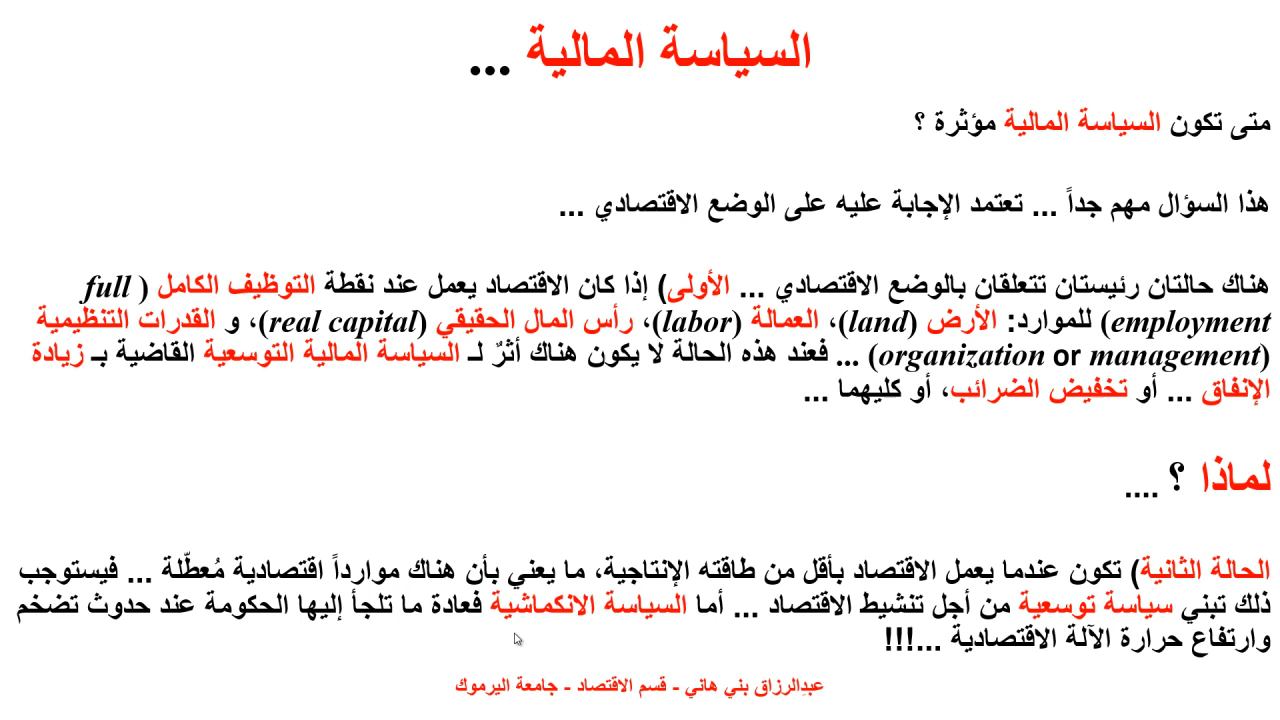 السياسة المالية ...
متى تكون السياسة المالية مؤثرة ؟
هذا السؤال مهم جداً ... تعتمد الإجابة عليه على الوضع الاقتصادي ...
هناك حالتان رئيستان تتعلقان بالوضع الاقتصادي ... الأولى) إذا كان الاقتصاد يعمل عند نقطة التوظيف الكامل (full
employment) للموارد: الأرض (land)، العمالة (labor)، رأس المال الحقيقي (real capital)، و القدرات التنظيمية
(organization or management) ... فعند هذه الحالة لا يكون هناك أثرٌ لـ السياسة المالية التوسعية القاضية بـ زيادة
الإنفاق ... أو تخفيض الضرائب، أو كليهما ...
لماذا ؟ ....
الحالة الثانية) تكون عندما يعمل الاقتصاد بأقل من طاقته الإنتاجية، ما يعني بأن هناك موارداً اقتصادية مُعطّلة ... فيستوجب
ذلك تبني سياسة توسعية من أجل تنشيط الاقتصاد ... أما السياسة الانكماشية فعادة ما تلجأ إليها الحكومة عند حدوث تضخم
وارتفاع حرارة الآلة الاقتصادية ...!!!
عبدالرزاق بني هاني - قسم الاقتصاد - جامعة اليرموك